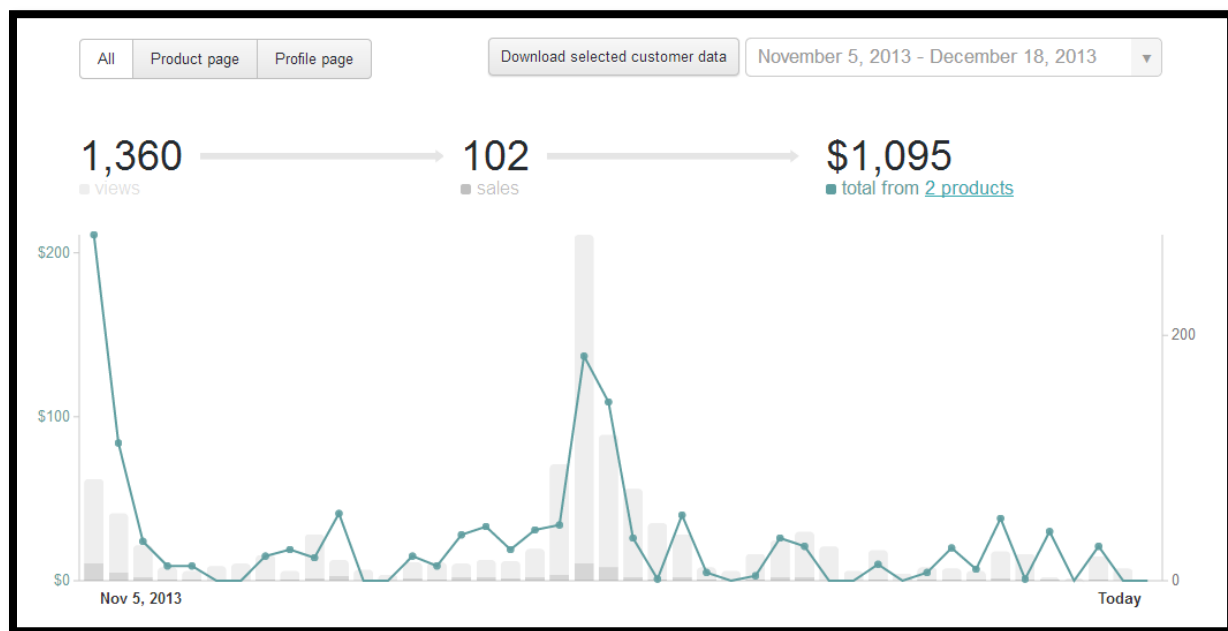 All Product page Profile page Download selected customer data November 5, 2013 - December 18, 2013
1,360 102 $1,095
views sales total from 2 products
$200
200
$100
$0 0
Nov 5, 2013 Today